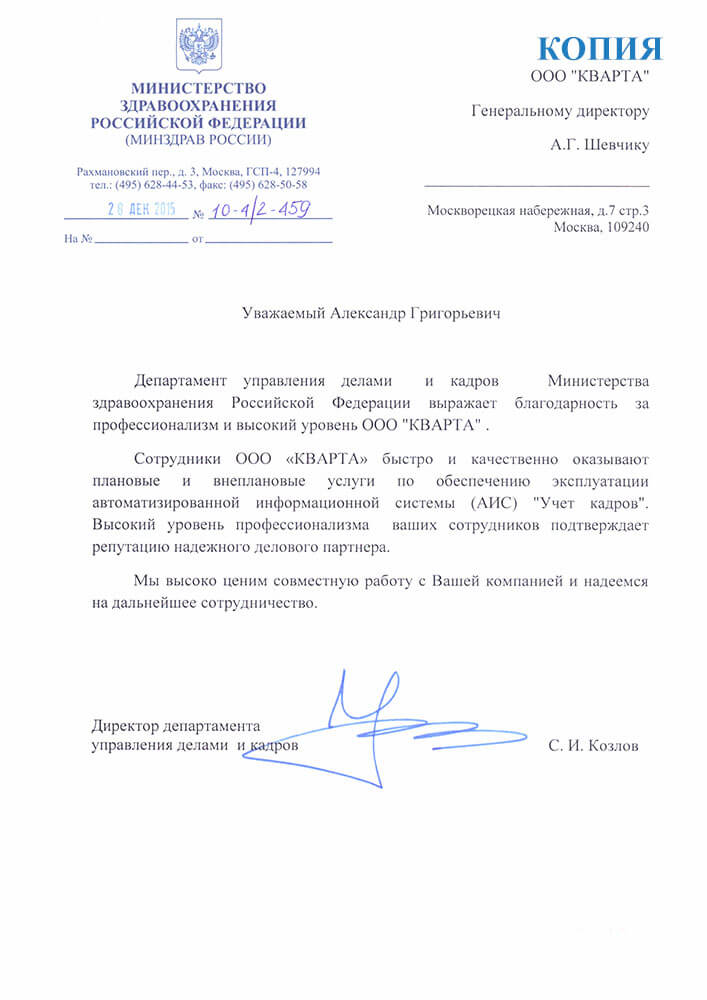 МИНИСТЕРСТВО
ЗДРАВООХРАНЕНИЯ
РОССИЙСКОЙ ФЕДЕРАЦИИ
(МИНЗДРАВ РОССИИ)
Рахмановский пер., д. 3, Москва, ГСП-4, 127994
тел.: (495) 628-44-53, факс: (495) 628-50-58
28 ДЕК 2015 № 10-1/2-459
На № от
КОПИЯ
ООО "КВАРТА"
Генеральному директору
А.Г. Шевчику
Москворецкая набережная, д.7 стр.3
Москва, 109240
Уважаемый Александр Григорьевич
Департамент управления делами и кадров Министерства
здравоохранения Российской Федерации выражает благодарность за
профессионализм и высокий уровень ООО "КВАРТА" .
Сотрудники ООО «КВАРТА» быстро и качественно оказывают
плановые и внеплановые услуги по обеспечению эксплуатации
автоматизированной информационной системы (АИС) "Учет кадров".
Высокий уровень профессионализма ваших сотрудников подтверждает
репутацию надежного делового партнера.
Мы высоко ценим совместную работу с Вашей компанией и надеемся
на дальнейшее сотрудничество.
Директор департамента
управления делами и кадров С. И. Козлов